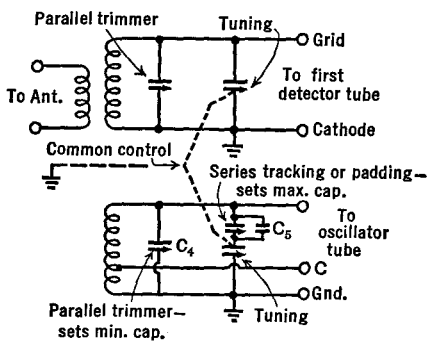 Parallel trimmer
Tuning
Grid
To Ant.
To first
detector tube
Cathode
Common control
Series tracking or padding—
sets max. cap.
To
oscillator
tube
C4
C5
C
Gnd.
Parallel trimmer—
sets min. cap.
Tuning